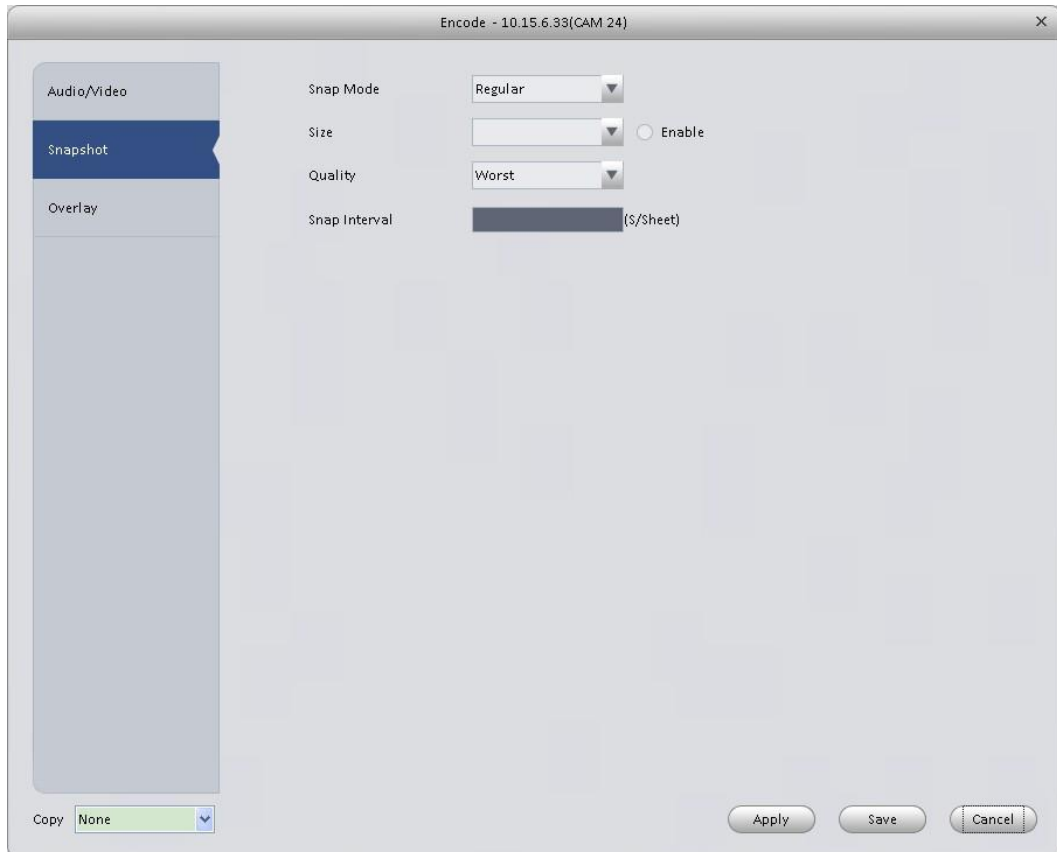 Encode - 10.15.6.33(CAM 24)
Audio/Video
Snapshot
Overlay
Snap Mode Regular
Size Enable
Quality Worst
Snap Interval (S/Sheet)
Copy None Apply Save Cancel